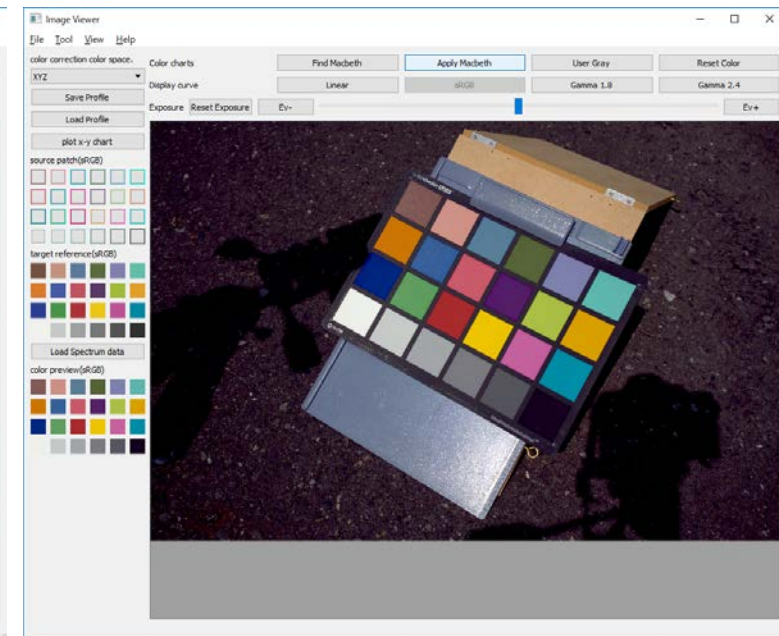 Image Viewer
File Tool View Help
color correction color space.
XYZ
Save Profile
Load Profile
plot x-y chart
source patch(sRGB)
target reference(sRGB)
Load Spectrum data
color preview(sRGB)
Color charts
Find Macbeth
Apply Macbeth
User Gray
Reset Color
Display curve
Linear
sRGB
Gamma 1.8
Gamma 2.4
Exposure
Reset Exposure
Ev-
Ev+